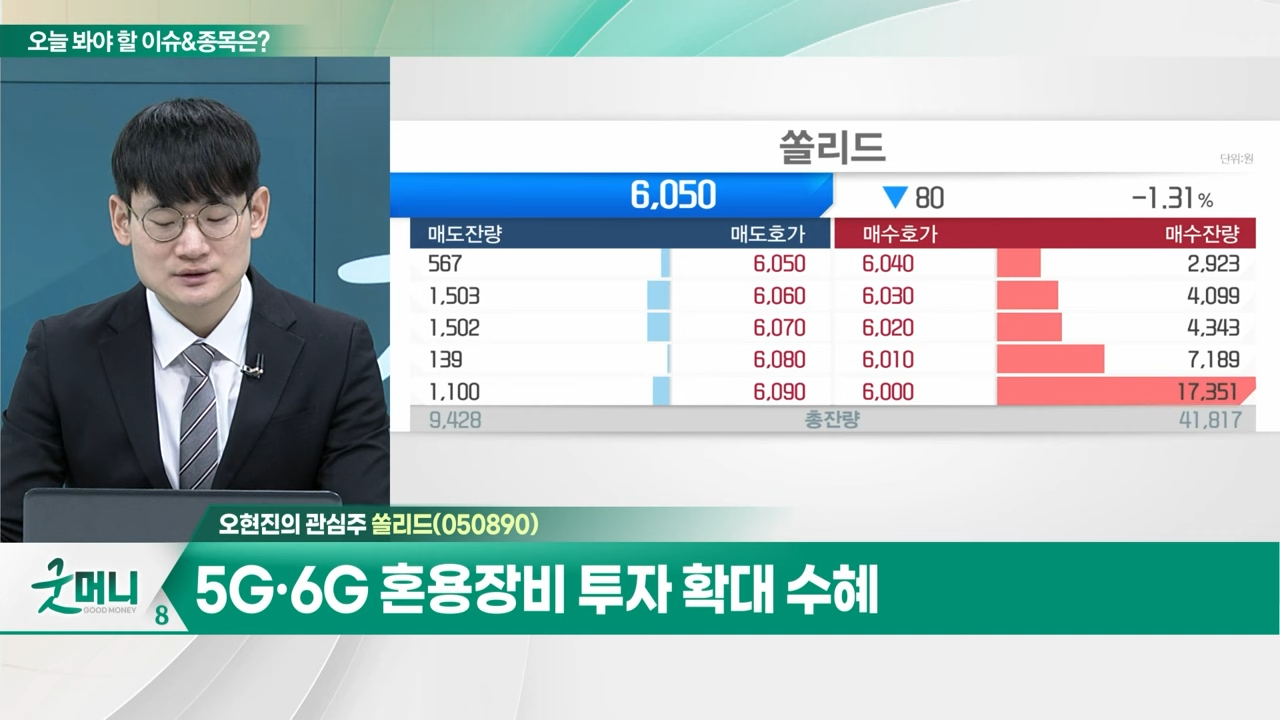 오늘 봐야 할 이슈&종목은?
쏠리드
단위:원
6,050 ▼ 80 -1.31%
매도잔량 매도호가 매수호가 매수잔량
567 6,050 6,040 2,923
1,503 6,060 6,030 4,099
1,502 6,070 6,020 4,343
139 6,080 6,010 7,189
1,100 6,090 6,000 17,351
9,428 총잔량 41,817
오현진의 관심주 쏠리드(050890)
굿머니
GOOD MONEY
8
5G·6G 혼용장비 투자 확대 수혜